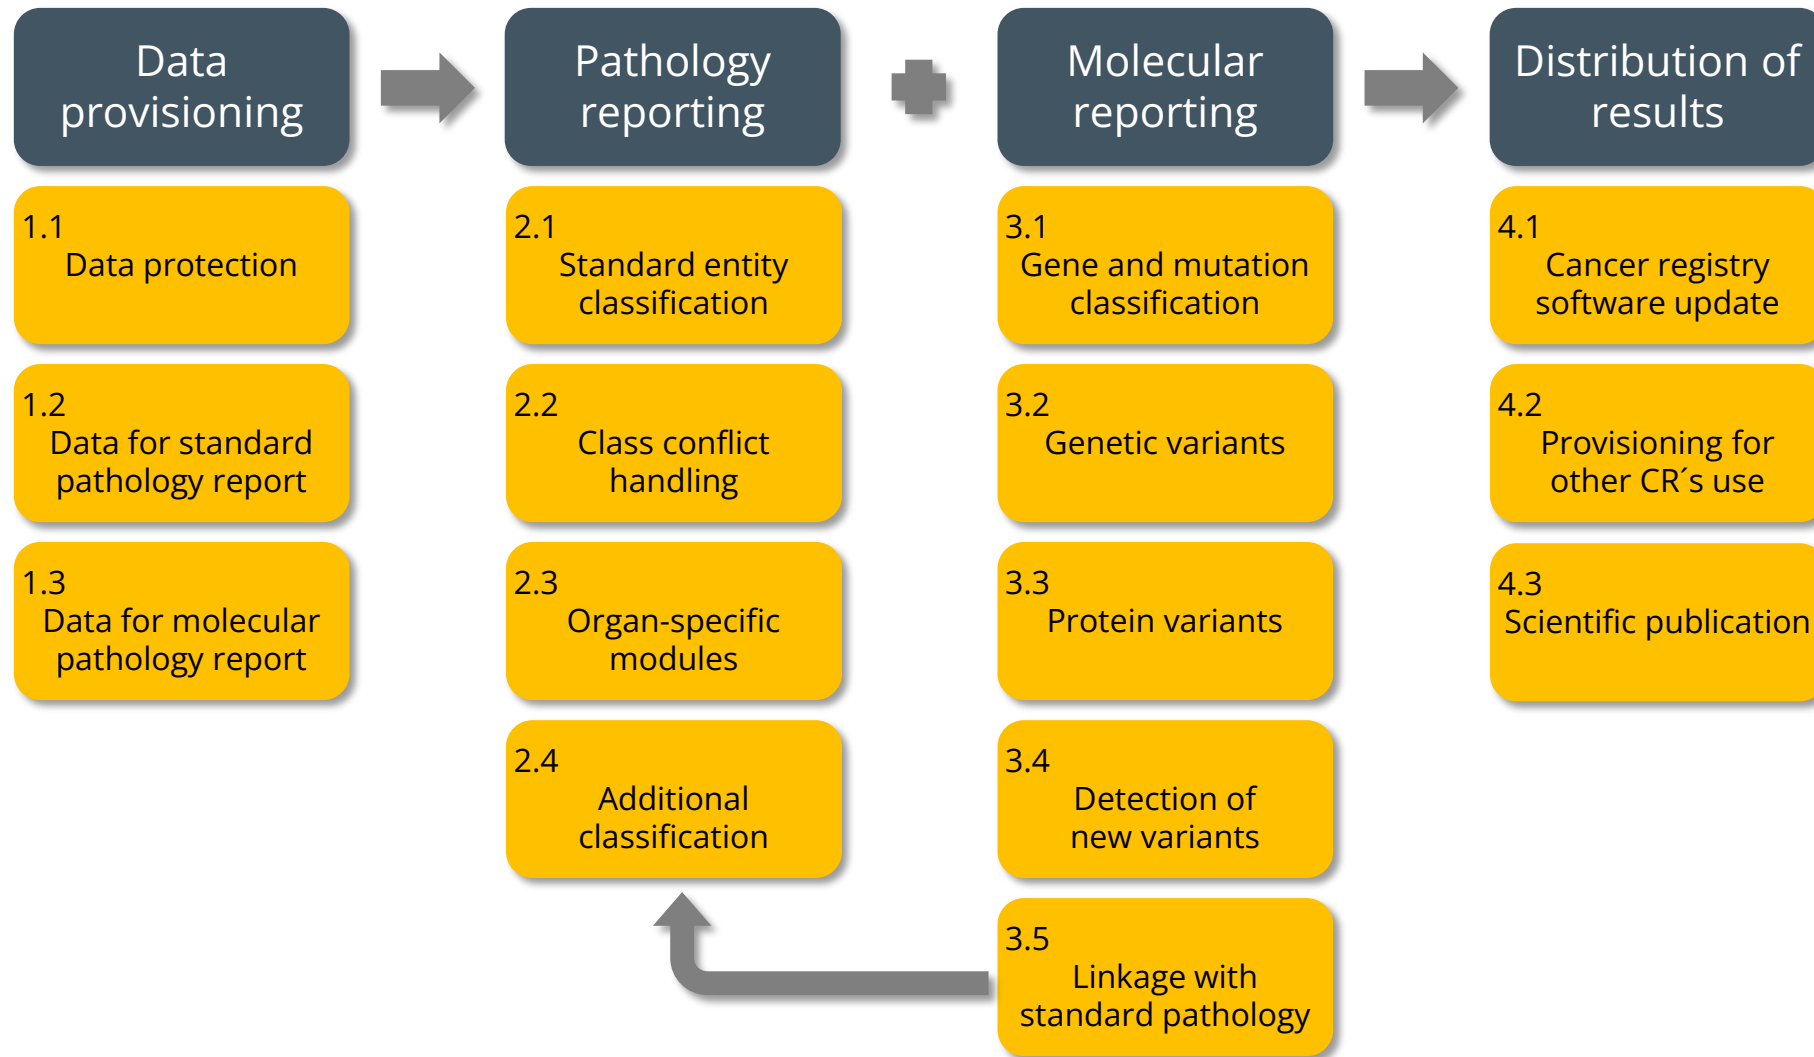 Data
provisioning
Pathology
reporting
Molecular
reporting
Distribution of
results
1.1
Data protection
1.2
Data for standard
pathology report
1.3
Data for molecular
pathology report
2.1
Standard entity
classification
2.2
Class conflict
handling
2.3
Organ-specific
modules
2.4
Additional
classification
3.1
Gene and mutation
classification
3.2
Genetic variants
3.3
Protein variants
3.4
Detection of
new variants
3.5
Linkage with
standard pathology
4.1
Cancer registry
software update
4.2
Provisioning for
other CR´s use
4.3
Scientific publication